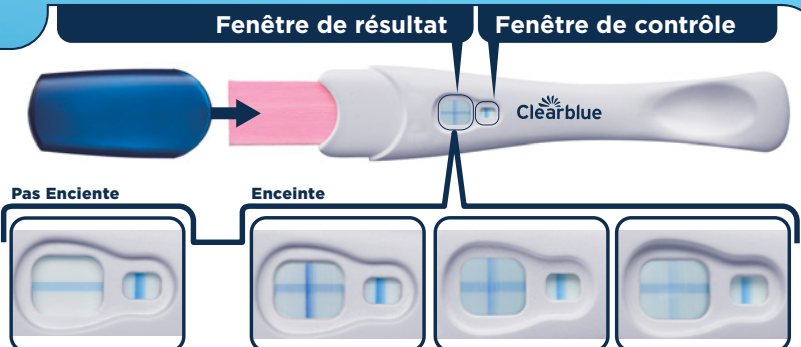 Fenêtre de résultat
Fenêtre de contrôle
Clearblue
Pas Enciente
Enceinte